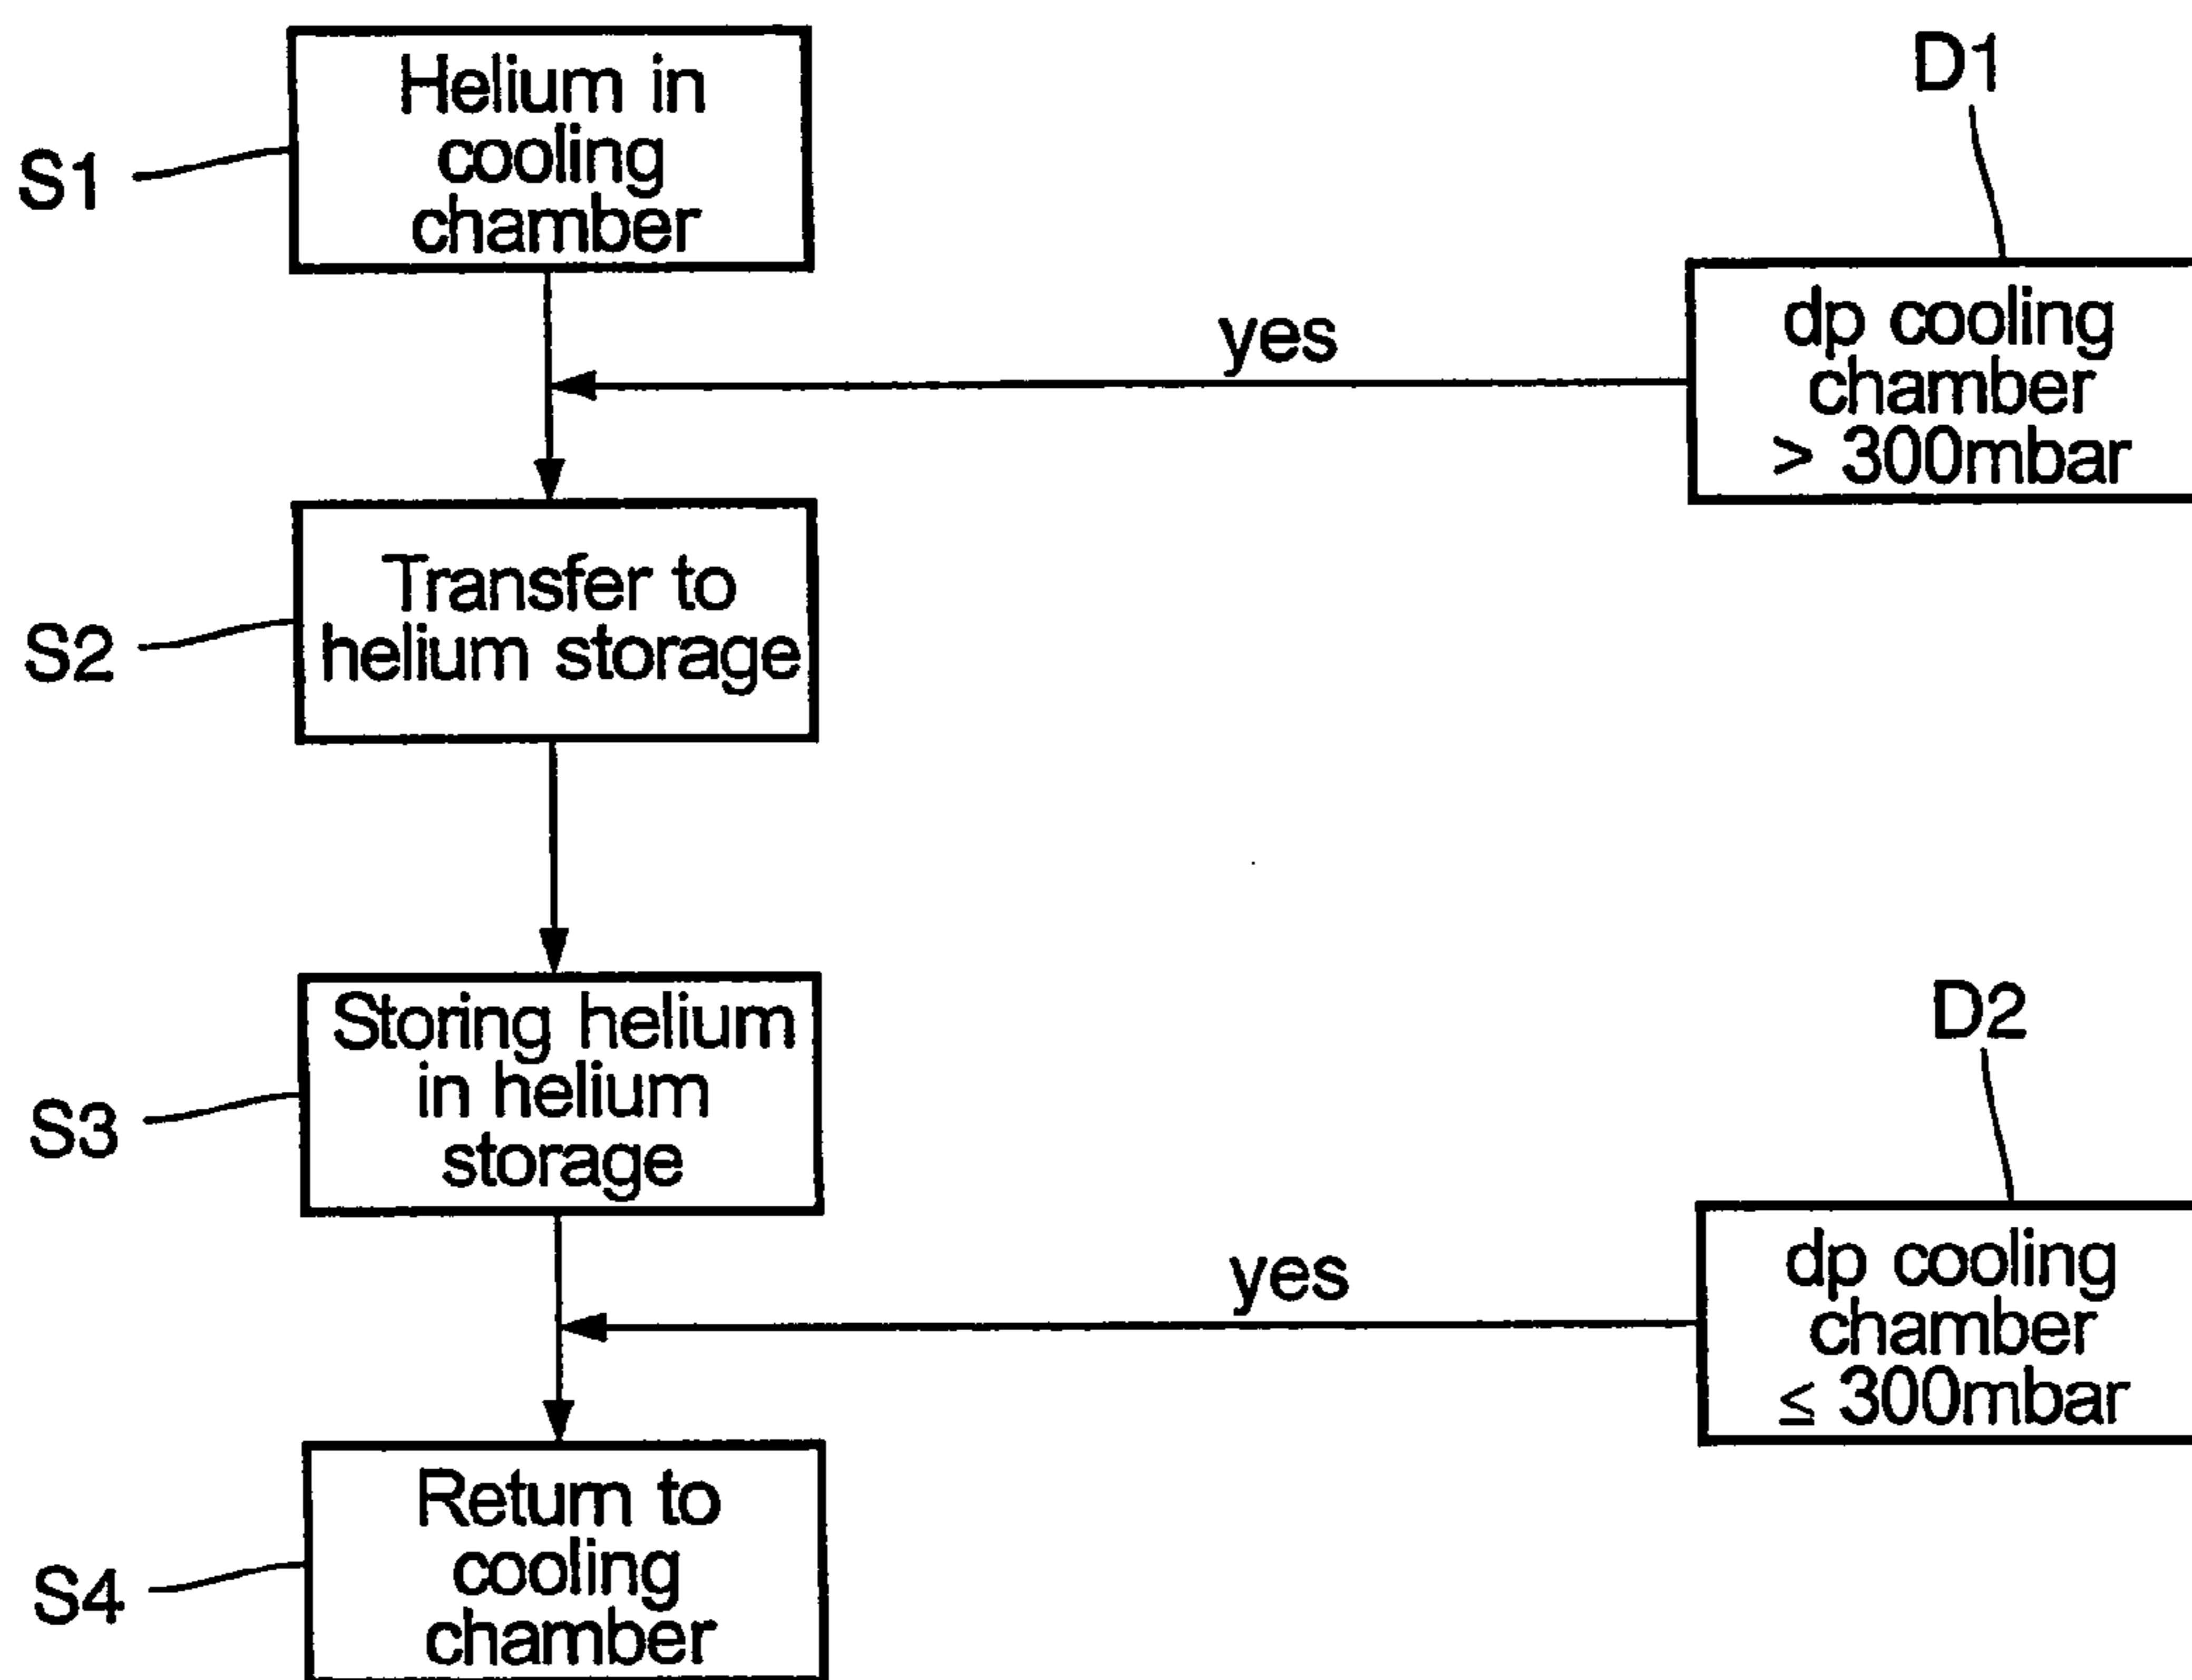 S1
Helium in
cooling
chamber
D1
yes
dp cooling
chamber
> 300mbar
S2
Transfer to
helium storage
S3
Storing helium
in helium
storage
D2
yes
dp cooling
chamber
≤ 300mbar
S4
Return to
cooling
chamber